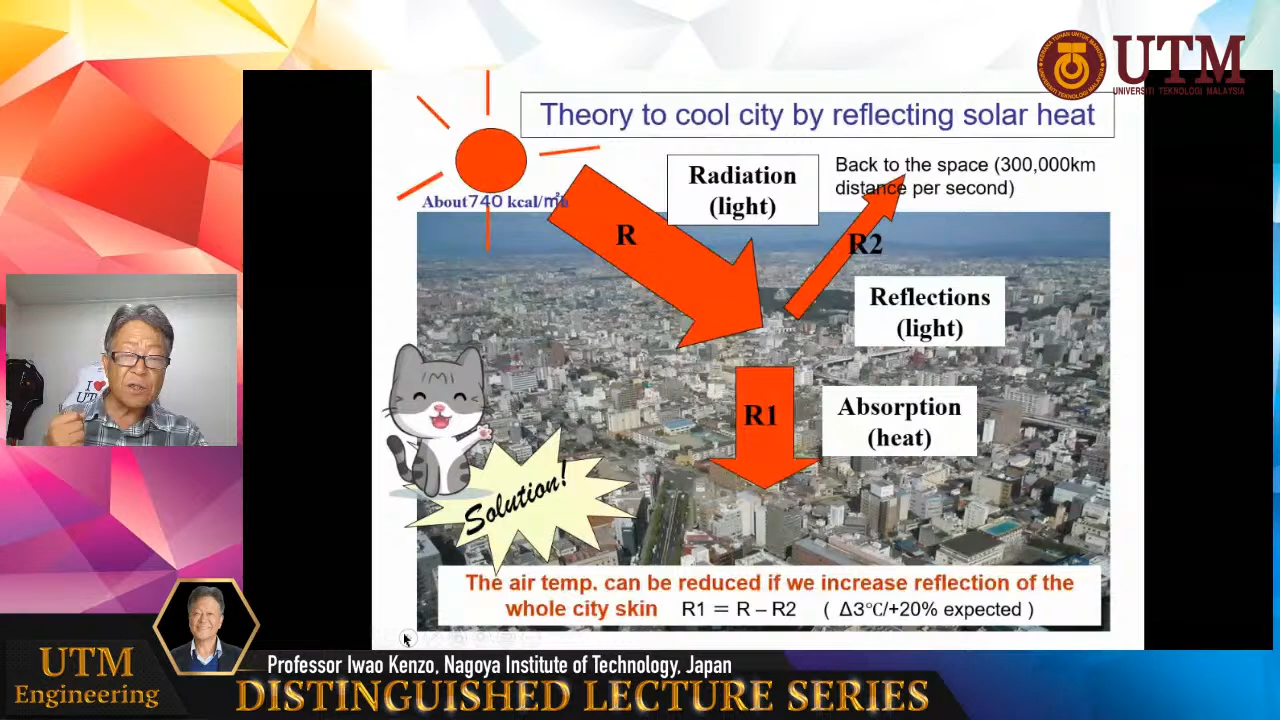 UTM
UNIVERSITI TEKNOLOGI MALAYSIA
Theory to cool city by reflecting solar heat
Radiation
(light)
Back to the space (300,000km
distance per second)
About740 kcal/㎡h
R
R2
Reflections
(light)
I ❤
UT
R1
Absorption
(heat)
Solution!
The air temp. can be reduced if we increase reflection of the
whole city skin R1 = R – R2 ( Δ3℃/+20% expected )
UTM
Engineering
Professor Iwao Kenzo, Nagoya Institute of Technology, Japan
DISTINGUISHED LECTURE SERIES